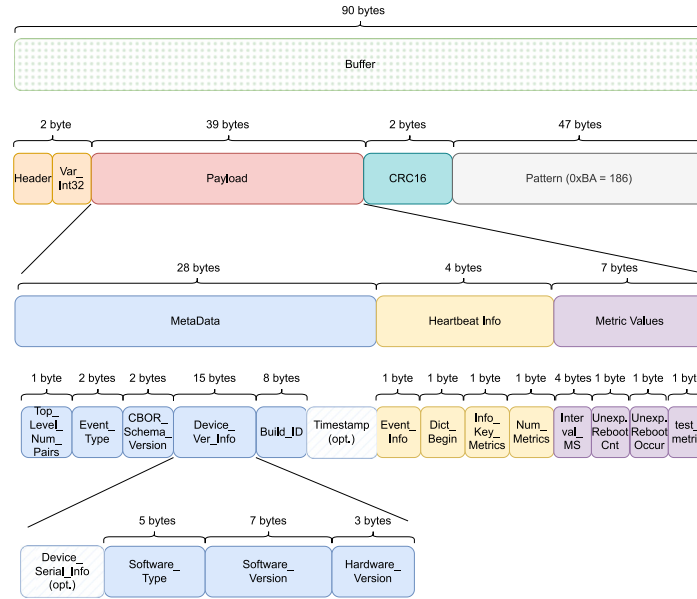 90 bytes
Buffer
2 byte
39 bytes
2 bytes
47 bytes
Header
Var_
Int32
Payload
CRC16
Pattern (0xBA = 186)
28 bytes
4 bytes
7 bytes
MetaData
Heartbeat Info
Metric Values
1 byte
2 bytes
2 bytes
15 bytes
8 bytes
1 byte
1 byte
1 byte
1 byte
4 bytes
1 byte
1 byte
1 byte
Top_
Level_
Num_
Pairs
Event_
Type
CBOR_
Schema_
Version
Device_
Ver_Info
Build_ID
Timestamp
(opt.)
Event_
Info
Dict_
Begin
Info_
Key_
Metrics
Num_
Metrics
Inter
val_
MS
Unexp.
Reboot
Cnt
Unexp.
Reboot
Occur
test_
metric
5 bytes
7 bytes
3 bytes
Device_
Serial_Info
(opt.)
Software_
Type
Software_
Version
Hardware_
Version